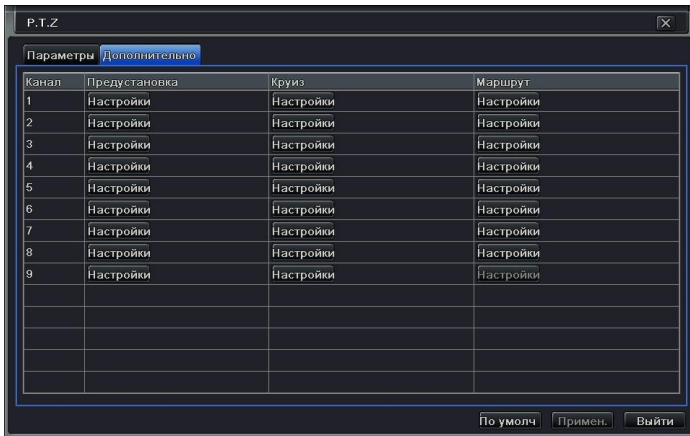 P.T.Z
Параметры Дополнительно
Канал Предустановка Круиз Маршрут
1 Настройки Настройки Настройки
2 Настройки Настройки Настройки
3 Настройки Настройки Настройки
4 Настройки Настройки Настройки
5 Настройки Настройки Настройки
6 Настройки Настройки Настройки
7 Настройки Настройки Настройки
8 Настройки Настройки Настройки
9 Настройки Настройки Настройки
По умолч Примен. Выйти